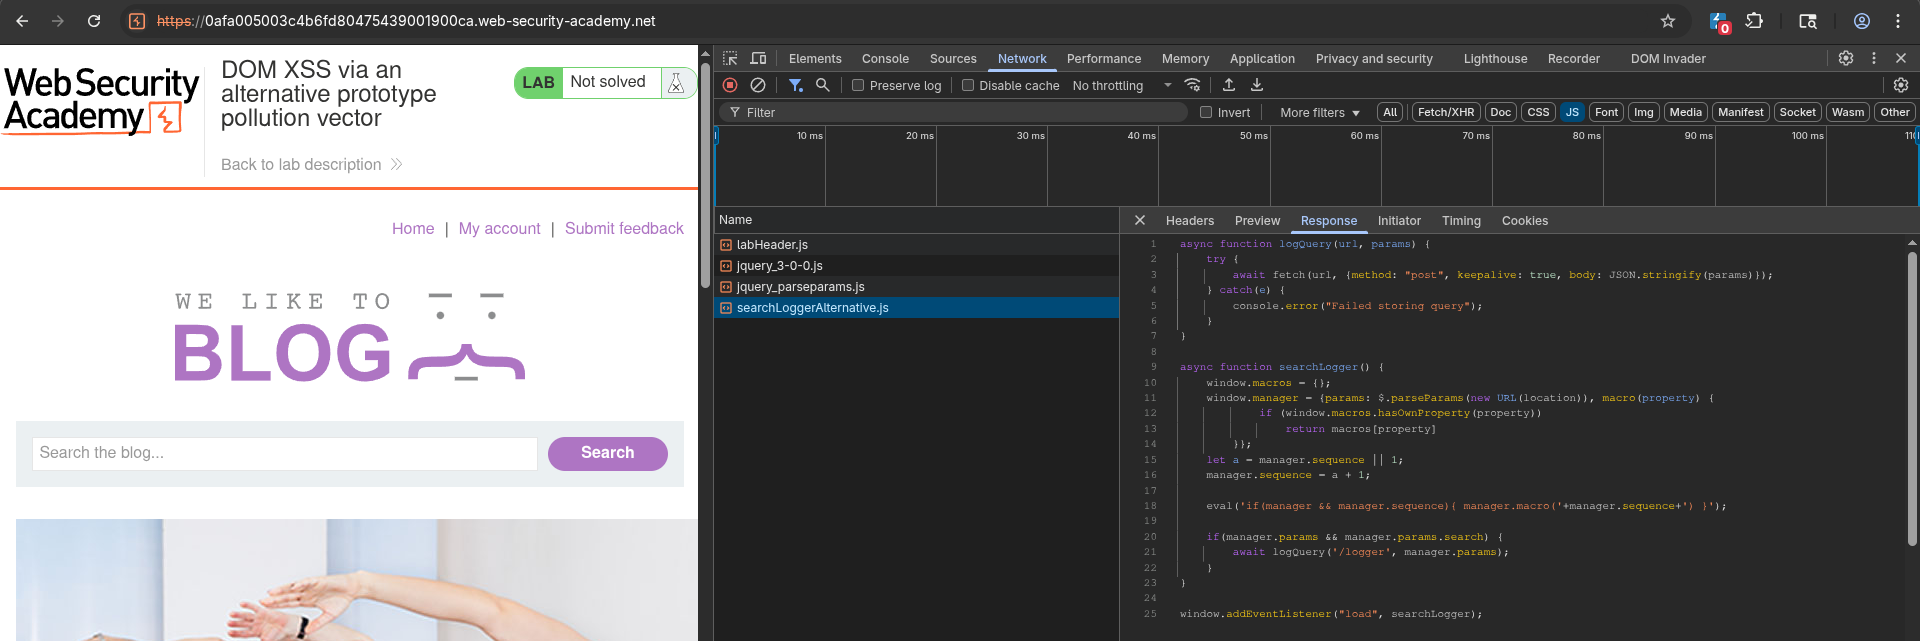 https://0afa005003c4b6fd80475439001900ca.web-security-academy.net
0
Web Security
Academy
DOM XSS via an
alternative prototype
pollution vector
LAB Not solved
Back to lab description
Home | My account | Submit feedback
WE LIKE TO
BLOG
Search the blog...
Search
Elements Console Sources Network Performance Memory Application Privacy and security Lighthouse Recorder DOM Invader
Preserve log Disable cache No throttling
Filter Invert More filters All Fetch/XHR Doc CSS JS Font Img Media Manifest Socket Wasm Other
10 ms 20 ms 30 ms 40 ms 50 ms 60 ms 70 ms 80 ms 90 ms 100 ms
Name
labHeader.js
jquery_3-0-0.js
jquery_parseparams.js
searchLoggerAlternative.js
Headers Preview Response Initiator Timing Cookies
1 async function logQuery(url, params) {
2 try {
3 await fetch(url, {method: "post", keepalive: true, body: JSON.stringify(params)});
4 } catch(e) {
5 console.error("Failed storing query");
6 }
7 }
8
9 async function searchLogger() {
10 window.macros = {};
11 window.manager = {params: $.parseParams(new URL(location)), macro(property) {
12 if (window.macros.hasOwnProperty(property))
13 return macros[property]
14 }};
15 let a = manager.sequence || 1;
16 manager.sequence = a + 1;
17
18 eval('if(manager && manager.sequence){ manager.macro('+manager.sequence+') }');
19
20 if(manager.params && manager.params.search) {
21 await logQuery('/logger', manager.params);
22 }
23 }
24
25 window.addEventListener("load", searchLogger);